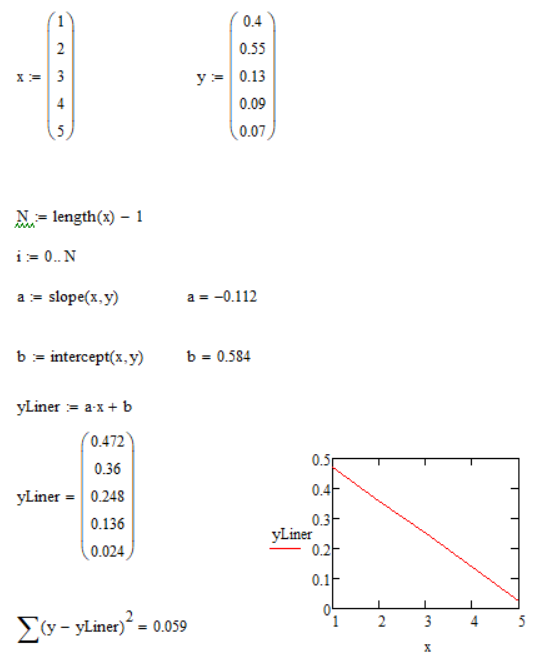 x := (1 2 3 4 5)
y := (0.4 0.55 0.13 0.09 0.07)
N := length(x) − 1
i := 0.. N
a := slope(x,y)
a = −0.112
b := intercept(x,y)
b = 0.584
yLiner := a·x + b
yLiner = (0.472 0.36 0.248 0.136 0.024)
0.5
0.4
0.3
yLiner
0.2
0.1
0
1 2 3 4 5
x
∑(y − yLiner)² = 0.059